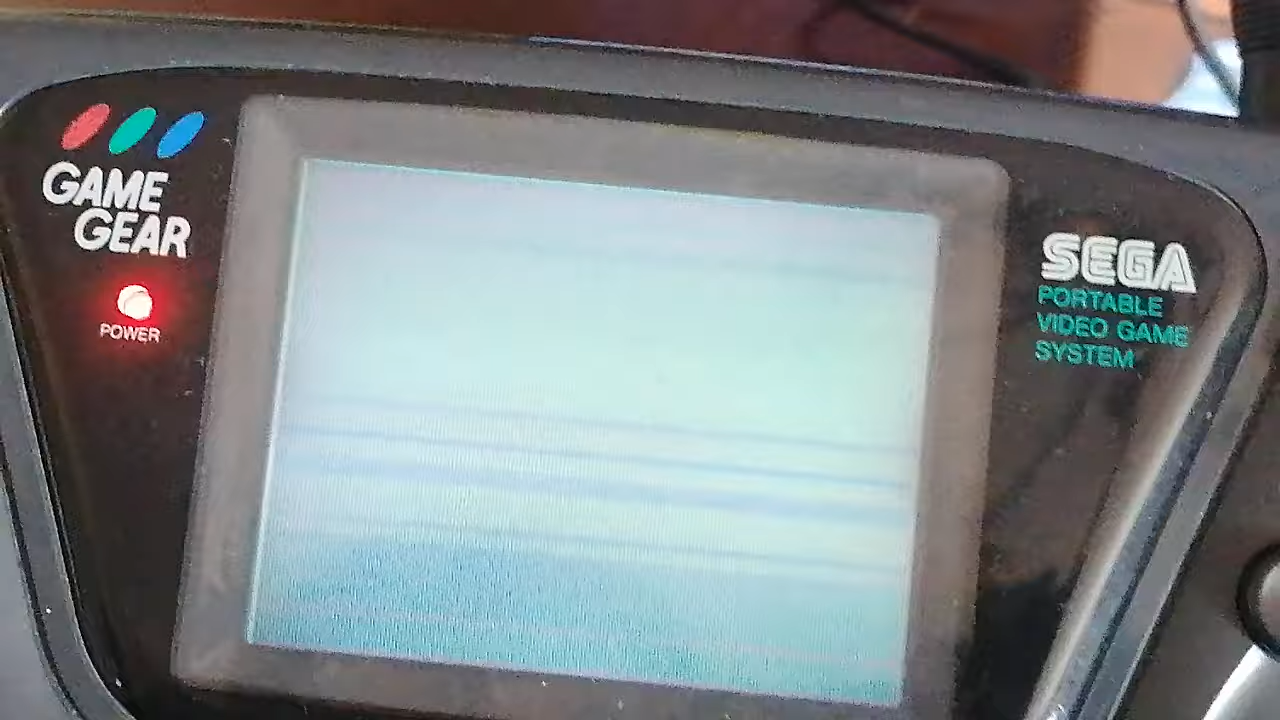 GAME
GEAR
POWER
SEGA
PORTABLE
VIDEO GAME
SYSTEM